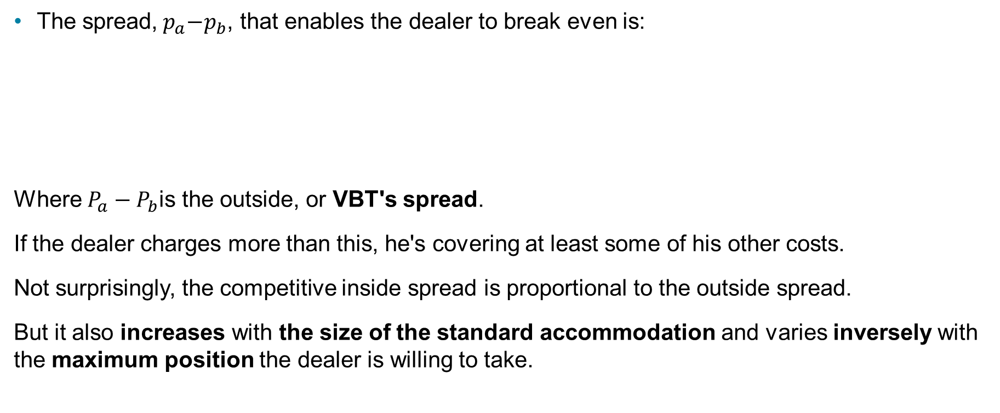 • The spread, pₐ−p_b, that enables the dealer to break even is:
Where Pₐ − P_b is the outside, or VBT's spread.
If the dealer charges more than this, he's covering at least some of his other costs.
Not surprisingly, the competitive inside spread is proportional to the outside spread.
But it also increases with the size of the standard accommodation and varies inversely with
the maximum position the dealer is willing to take.